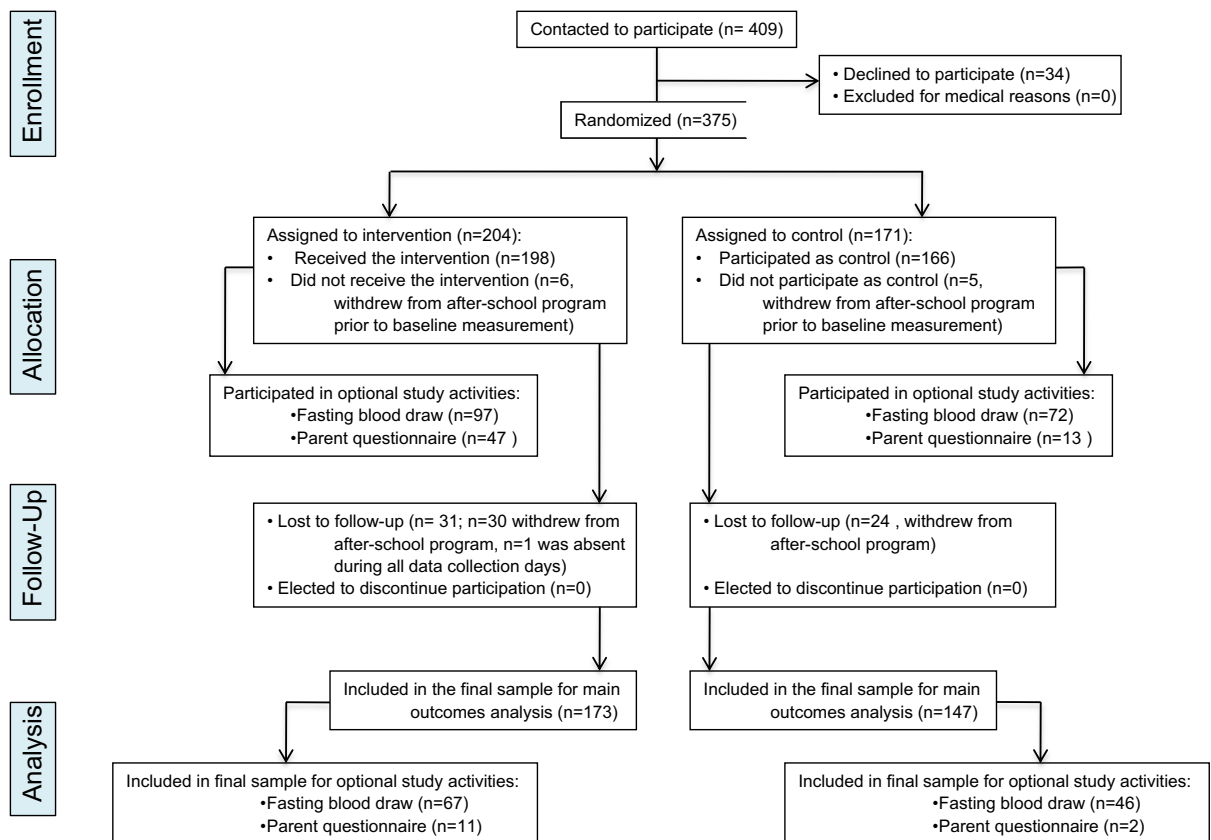 Enrollment
Contacted to participate (n= 409)
• Declined to participate (n=34)
• Excluded for medical reasons (n=0)
Randomized (n=375)
Allocation
Assigned to intervention (n=204):
• Received the intervention (n=198)
• Did not receive the intervention (n=6,
withdrew from after-school program
prior to baseline measurement)
Assigned to control (n=171):
• Participated as control (n=166)
• Did not participate as control (n=5,
withdrew from after-school program
prior to baseline measurement)
Participated in optional study activities:
•Fasting blood draw (n=97)
•Parent questionnaire (n=47 )
Participated in optional study activities:
•Fasting blood draw (n=72)
•Parent questionnaire (n=13 )
Follow-Up
• Lost to follow-up (n= 31; n=30 withdrew from
after-school program, n=1 was absent
during all data collection days)
• Elected to discontinue participation (n=0)
• Lost to follow-up (n=24 , withdrew from
after-school program)
• Elected to discontinue participation (n=0)
Analysis
Included in the final sample for main
outcomes analysis (n=173)
Included in the final sample for main
outcomes analysis (n=147)
Included in final sample for optional study activities:
•Fasting blood draw (n=67)
•Parent questionnaire (n=11)
Included in final sample for optional study activities:
•Fasting blood draw (n=46)
•Parent questionnaire (n=2)